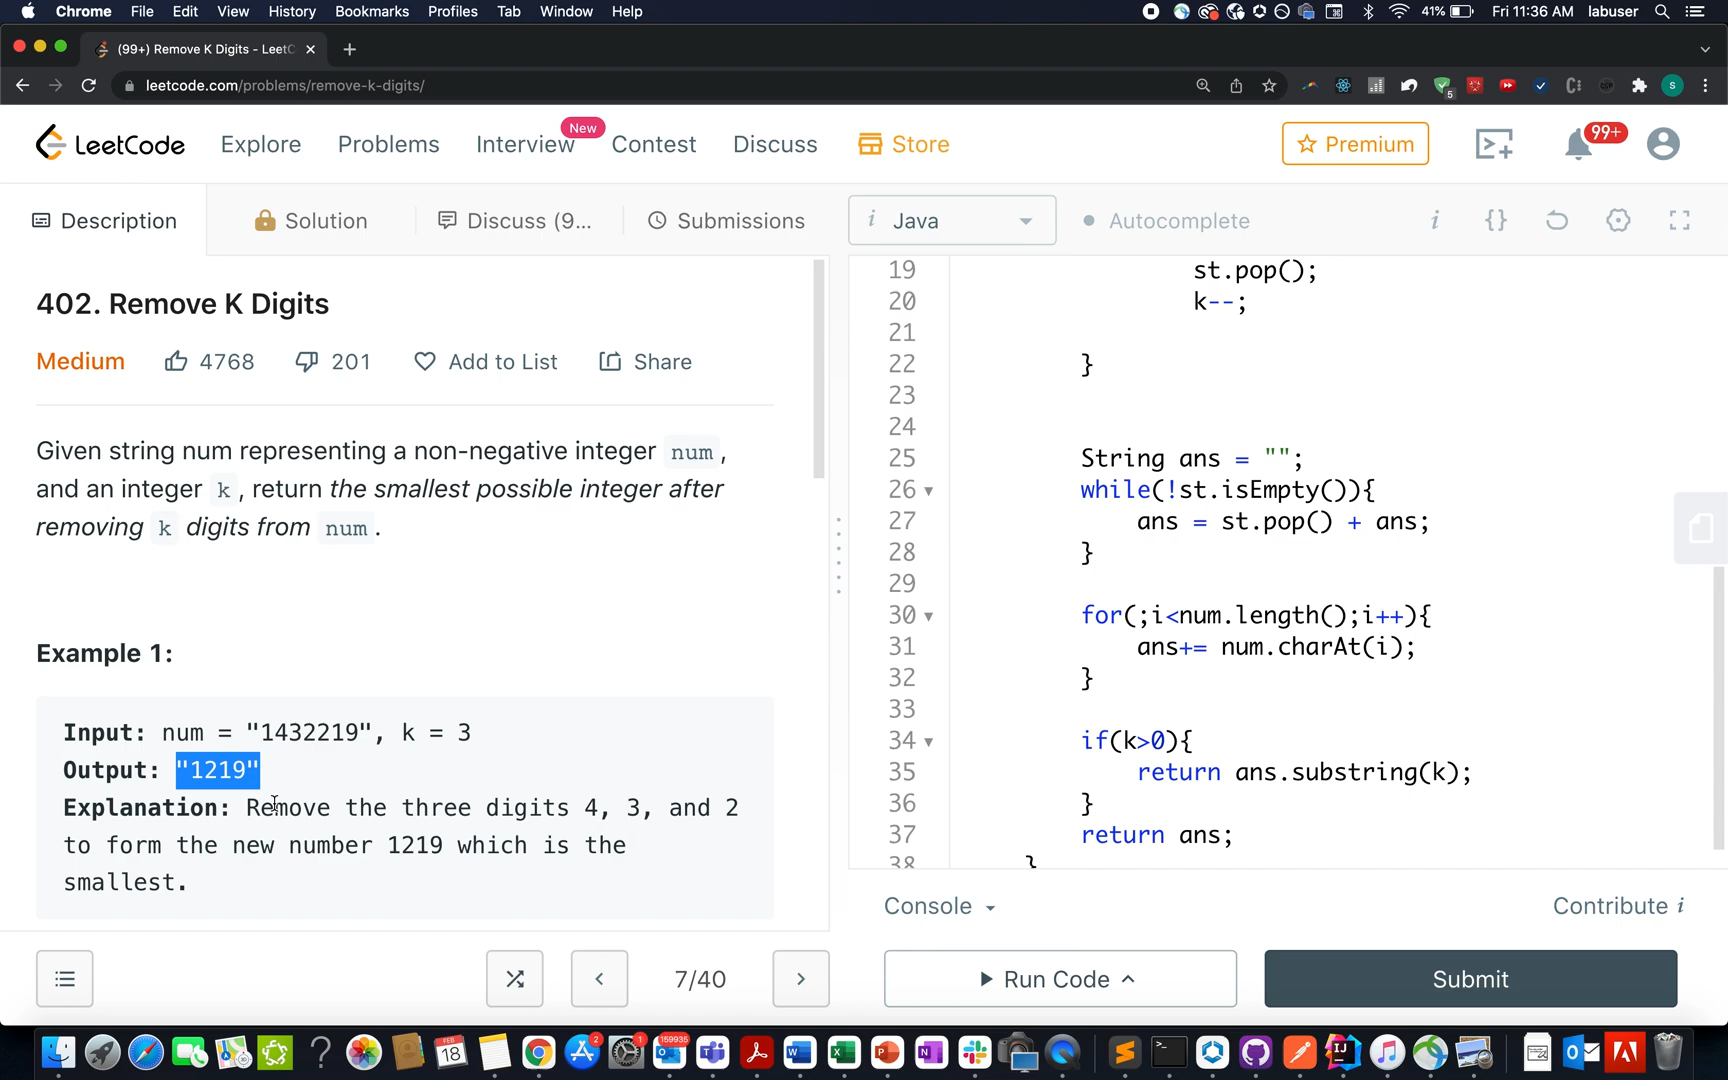 Chrome File Edit View History Bookmarks Profiles Tab Window Help 41% Fri 11:36 AM labuser
(99+) Remove K Digits - LeetC
leetcode.com/problems/remove-k-digits/
5
S
LeetCode Explore Problems Interview New Contest Discuss Store Premium 99+
Description Solution Discuss (9... Submissions
i Java Autocomplete i {}
402. Remove K Digits
Medium 4768 201 Add to List Share
Given string num representing a non-negative integer num,
and an integer k, return the smallest possible integer after
removing k digits from num.
Example 1:
Input: num = "1432219", k = 3
Output: "1219"
Explanation: Remove the three digits 4, 3, and 2
to form the new number 1219 which is the
smallest.
7/40
19 st.pop();
20 k--;
21
22 }
23
24
25 String ans = "";
26 while(!st.isEmpty()){
27 ans = st.pop() + ans;
28 }
29
30 for(;i<num.length();i++){
31 ans+= num.charAt(i);
32 }
33
34 if(k>0){
35 return ans.substring(k);
36 }
37 return ans;
38 }
Console Contribute i
Run Code Submit
FEB
18
2
1
159935